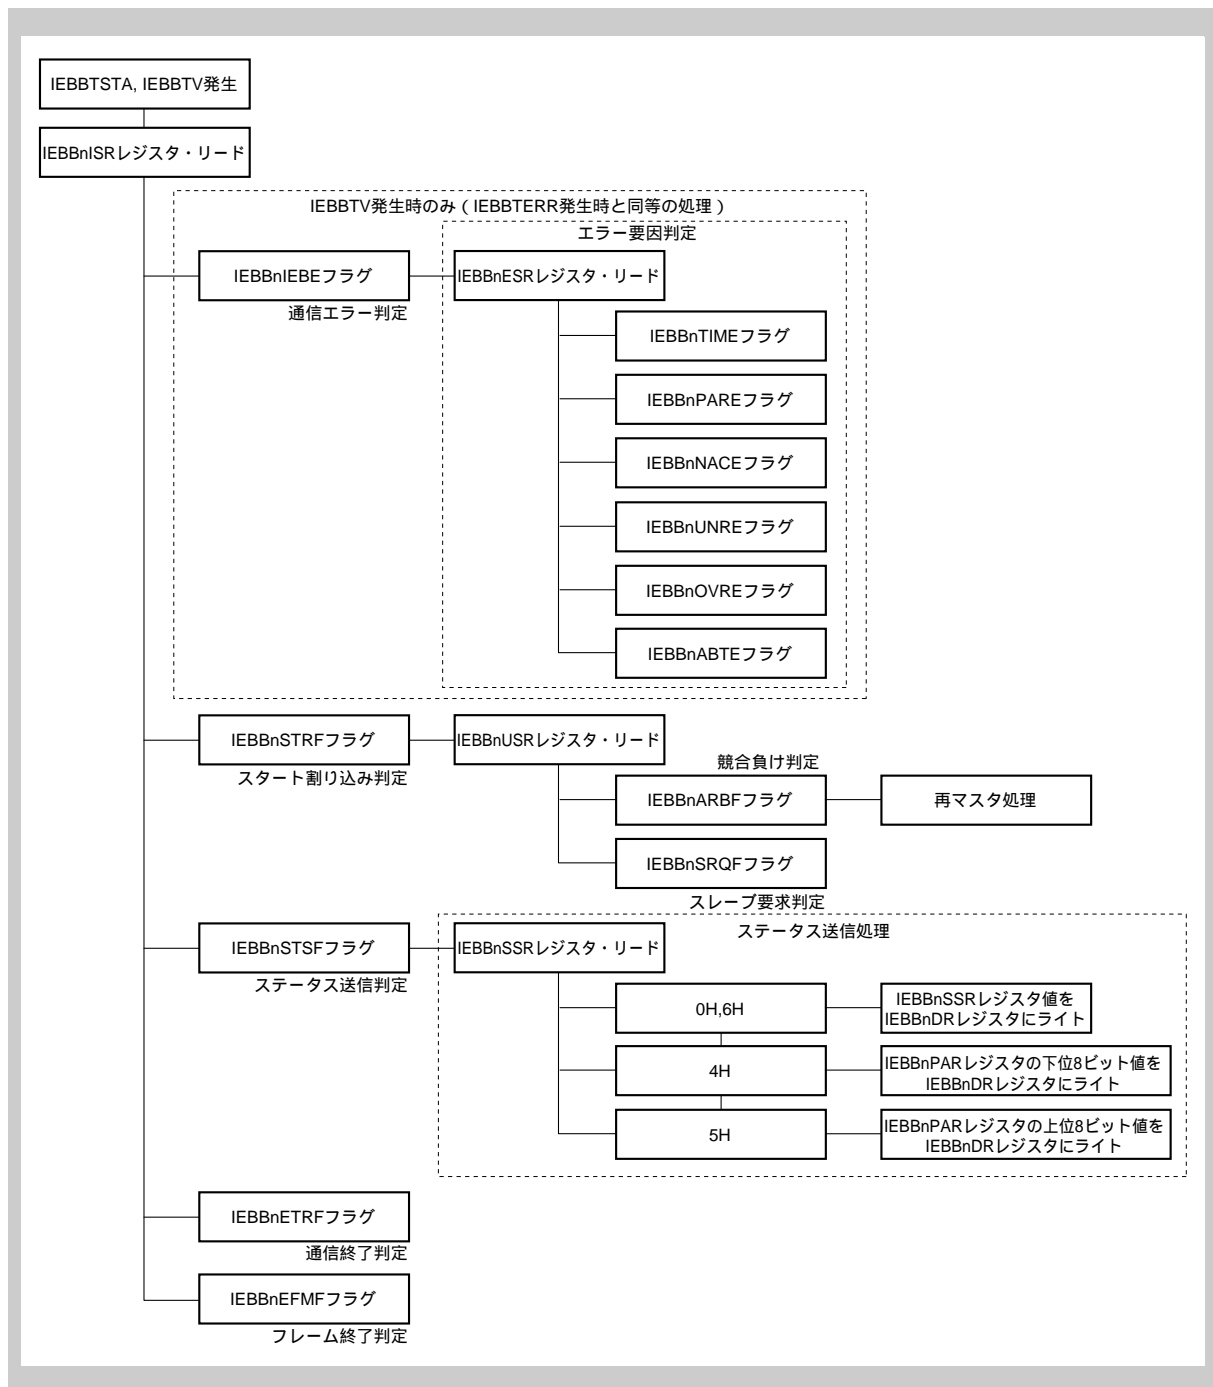 IEBBTSTA, IEBBTV発生
IEBBnISRレジスタ・リード
IEBBTV発生時のみ（IEBBTERR発生時と同等の処理）
エラー要因判定
IEBBnIEBEフラグ
IEBBnESRレジスタ・リード
通信エラー判定
IEBBnTIMEフラグ
IEBBnPAREフラグ
IEBBnNACEフラグ
IEBBnUNREフラグ
IEBBnOVREフラグ
IEBBnABTEフラグ
IEBBnSTRFフラグ
IEBBnUSRレジスタ・リード
スタート割り込み判定
競合負け判定
IEBBnARBFフラグ
再マスタ処理
IEBBnSRQFフラグ
スレーブ要求判定
ステータス送信処理
IEBBnSTSFフラグ
IEBBnSSRレジスタ・リード
ステータス送信判定
0H,6H
IEBBnSSRレジスタ値を
IEBBnDRレジスタにライト
4H
IEBBnPARレジスタの下位8ビット値を
IEBBnDRレジスタにライト
5H
IEBBnPARレジスタの上位8ビット値を
IEBBnDRレジスタにライト
IEBBnETRFフラグ
通信終了判定
IEBBnEFMFフラグ
フレーム終了判定